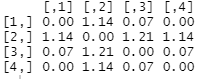 [,1] [,2] [,3] [,4]
[1,] 0.00 1.14 0.07 0.00
[2,] 1.14 0.00 1.21 1.14
[3,] 0.07 1.21 0.00 0.07
[4,] 0.00 1.14 0.07 0.00